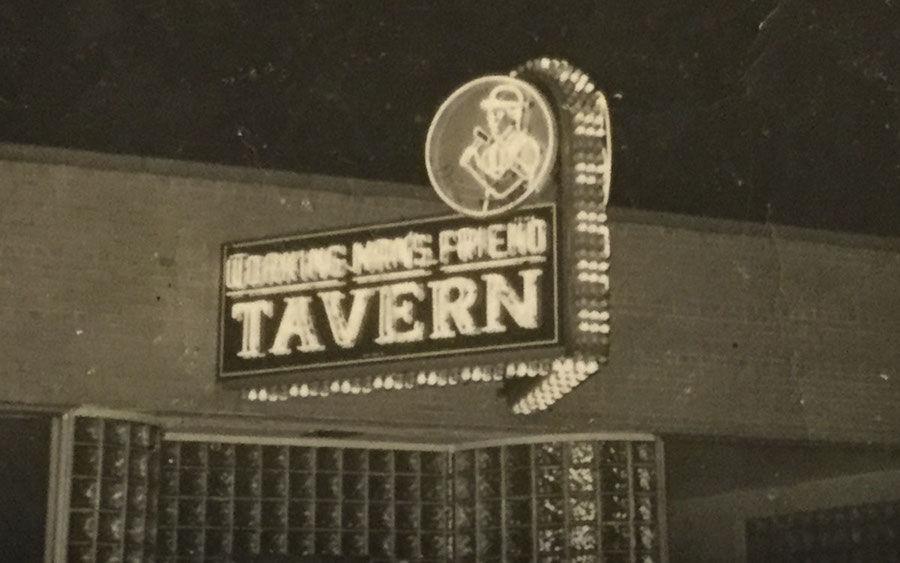 WORKING MAN'S FRIEND
TAVERN